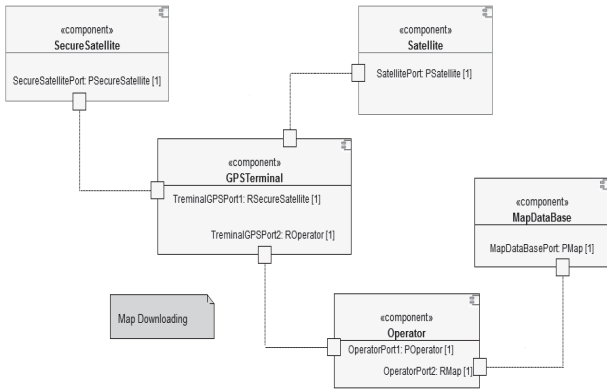 «component»
SecureSatellite
SecureSatellitePort: PSecureSatellite [1]
«component»
Satellite
SatellitePort: PSatellite [1]
«component»
GPSTerminal
TreminalGPSPort1: RSecureSatellite [1]
TreminalGPSPort2: ROperator [1]
«component»
MapDataBase
MapDataBasePort: PMap [1]
Map Downloading
«component»
Operator
OperatorPort1: POperator [1]
OperatorPort2: RMap [1]